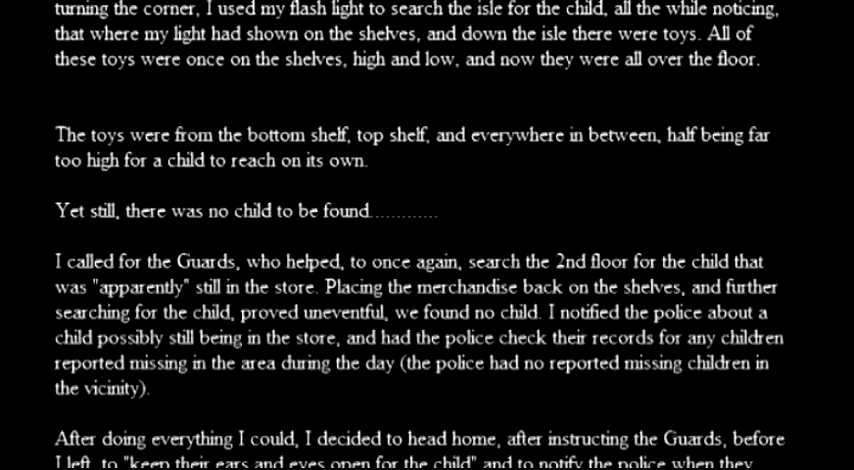 turning the corner, I used my flash light to search the isle for the child, all the while noticing,
that where my light had shown on the shelves, and down the isle there were toys. All of
these toys were once on the shelves, high and low, and now they were all over the floor.
The toys were from the bottom shelf, top shelf, and everywhere in between, half being far
too high for a child to reach on its own.
Yet still, there was no child to be found.............
I called for the Guards, who helped, to once again, search the 2nd floor for the child that
was "apparently" still in the store. Placing the merchandise back on the shelves, and further
searching for the child, proved uneventful, we found no child. I notified the police about a
child possibly still being in the store, and had the police check their records for any children
reported missing in the area during the day (the police had no reported missing children in
the vicinity).
After doing everything I could, I decided to head home, after instructing the Guards, before
I left, to "keep their ears and eyes open for the child" and to notify the police when they